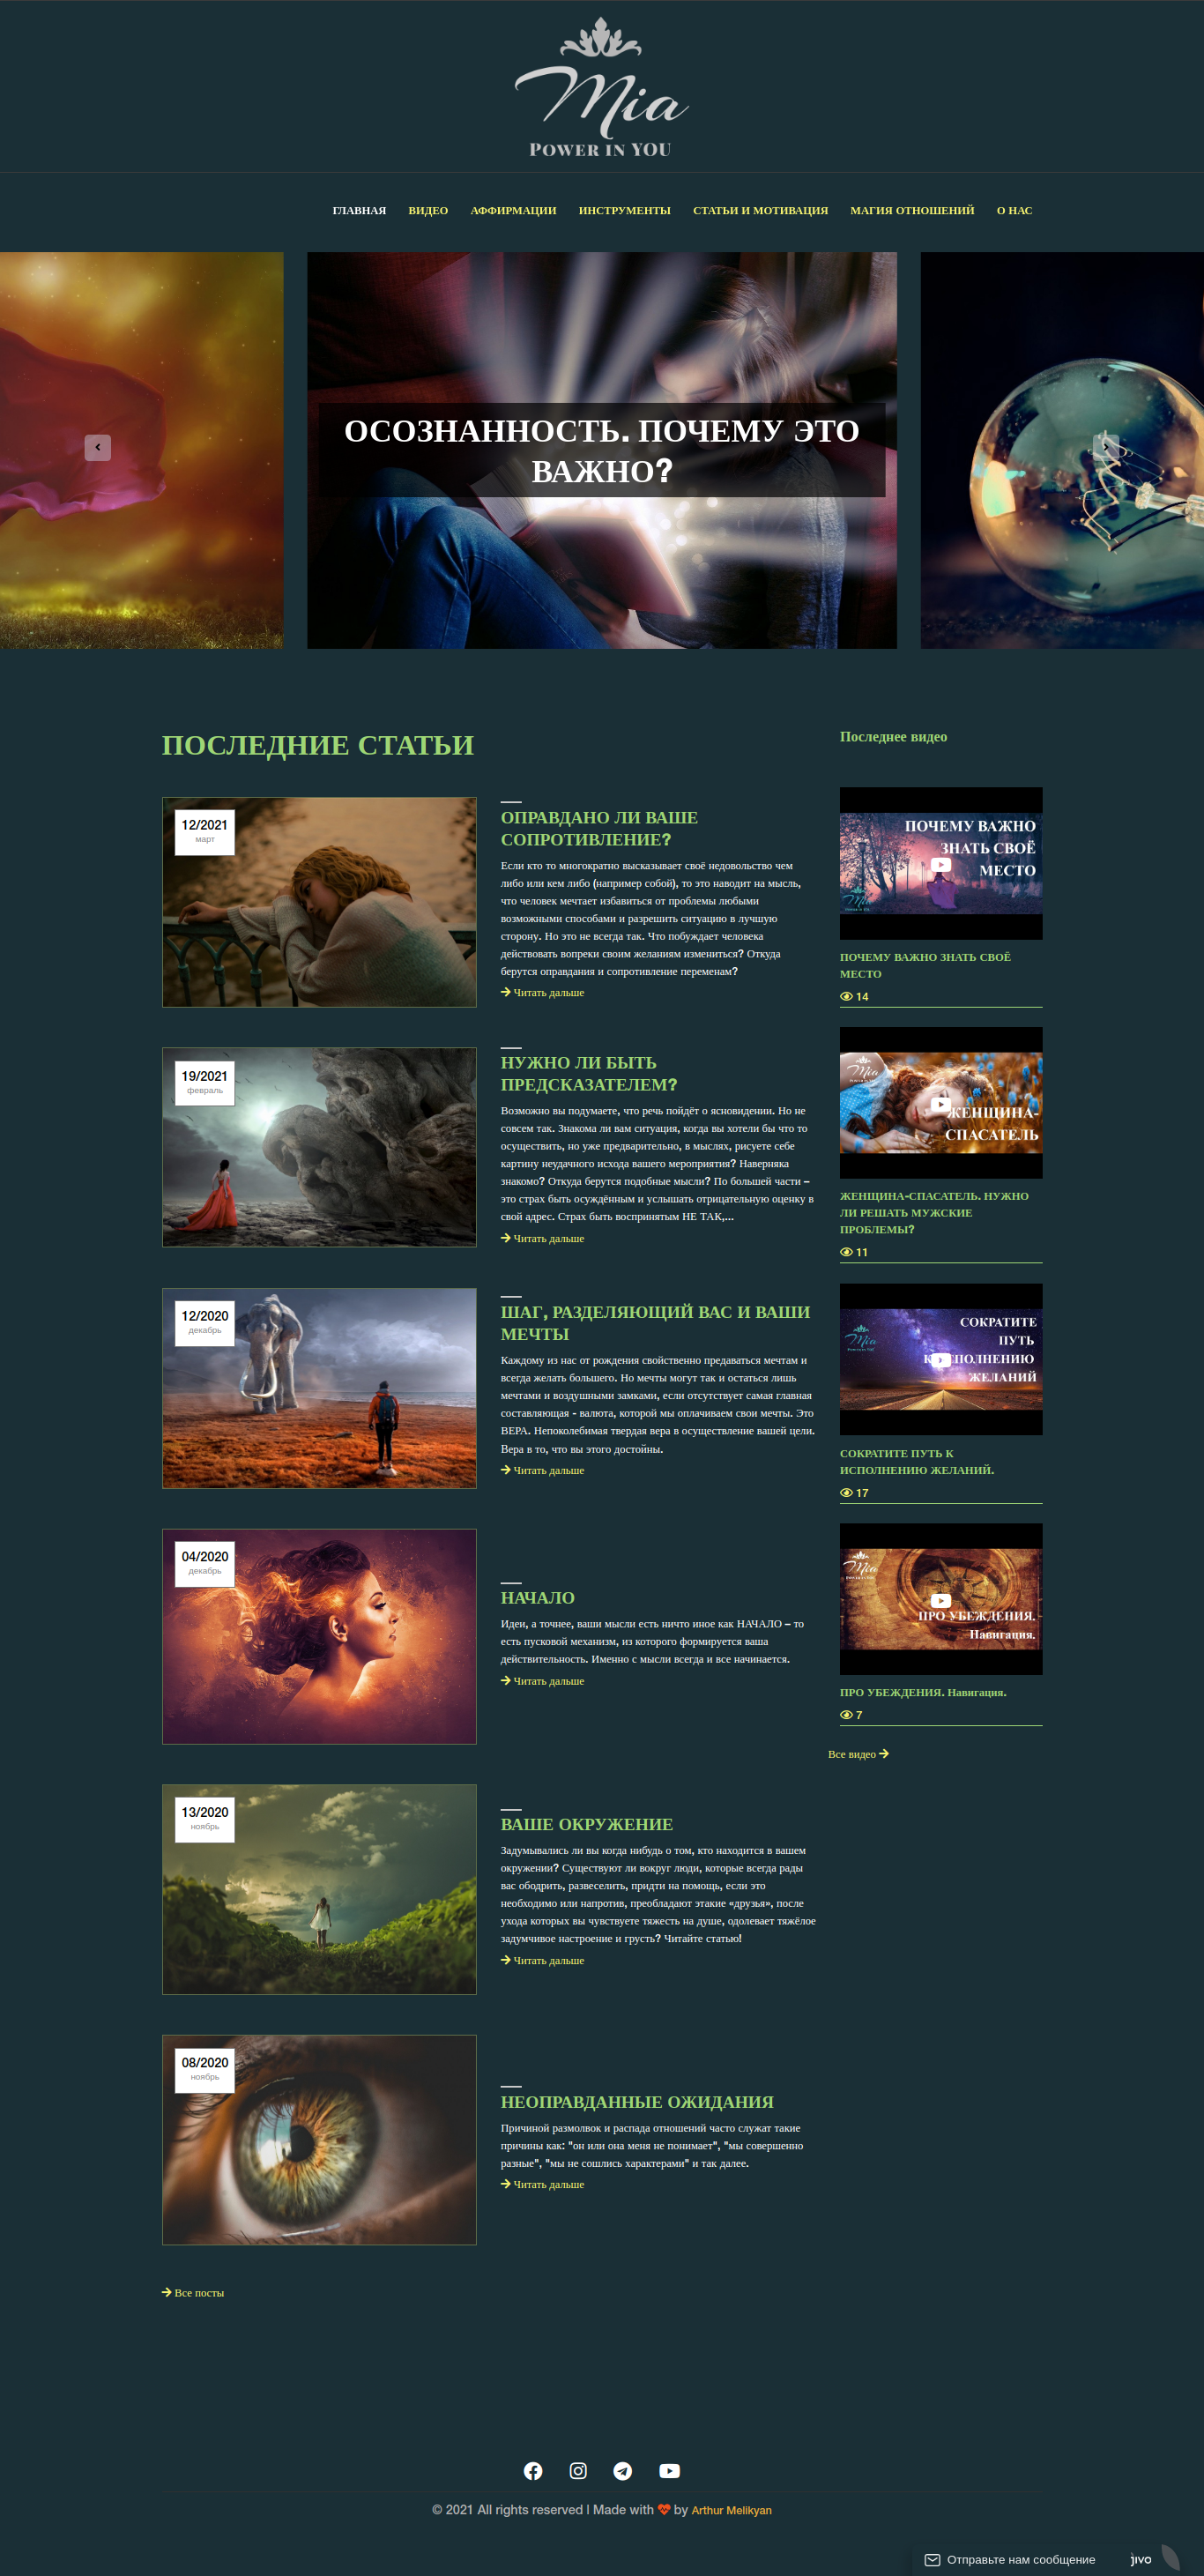 Mia
POWER IN YOU
ГЛАВНАЯ ВИДЕО АФФИРМАЦИИ ИНСТРУМЕНТЫ СТАТЬИ И МОТИВАЦИЯ МАГИЯ ОТНОШЕНИЙ О НАС
ОСОЗНАННОСТЬ. ПОЧЕМУ ЭТО
ВАЖНО?
ПОСЛЕДНИЕ СТАТЬИ
12/2021
март
ОПРАВДАНО ЛИ ВАШЕ
СОПРОТИВЛЕНИЕ?
Если кто то многократно высказывает своё недовольство чем
либо или кем либо (например собой), то это наводит на мысль,
что человек мечтает избавиться от проблемы любыми
возможными способами и разрешить ситуацию в лучшую
сторону. Но это не всегда так. Что побуждает человека
действовать вопреки своим желаниям измениться? Откуда
берутся оправдания и сопротивление переменам?
Читать дальше
19/2021
февраль
НУЖНО ЛИ БЫТЬ
ПРЕДСКАЗАТЕЛЕМ?
Возможно вы подумаете, что речь пойдёт о ясновидении. Но не
совсем так. Знакома ли вам ситуация, когда вы хотели бы что то
осуществить, но уже предварительно, в мыслях, рисуете себе
картину неудачного исхода вашего мероприятия? Наверняка
знакомо? Откуда берутся подобные мысли? По большей части –
это страх быть осуждённым и услышать отрицательную оценку в
свой адрес. Страх быть воспринятым НЕ ТАК,...
Читать дальше
12/2020
декабрь
ШАГ, РАЗДЕЛЯЮЩИЙ ВАС И ВАШИ
МЕЧТЫ
Каждому из нас от рождения свойственно предаваться мечтам и
всегда желать большего. Но мечты могут так и остаться лишь
мечтами и воздушными замками, если отсутствует самая главная
составляющая - валюта, которой мы оплачиваем свои мечты. Это
ВЕРА. Непоколебимая твердая вера в осуществление вашей цели.
Вера в то, что вы этого достойны.
Читать дальше
04/2020
декабрь
НАЧАЛО
Идеи, а точнее, ваши мысли есть ничто иное как НАЧАЛО – то
есть пусковой механизм, из которого формируется ваша
действительность. Именно с мысли всегда и все начинается.
Читать дальше
13/2020
ноябрь
ВАШЕ ОКРУЖЕНИЕ
Задумывались ли вы когда нибудь о том, кто находится в вашем
окружении? Существуют ли вокруг люди, которые всегда рады
вас ободрить, развеселить, придти на помощь, если это
необходимо или напротив, преобладают этакие «друзья», после
ухода которых вы чувствуете тяжесть на душе, одолевает тяжёлое
задумчивое настроение и грусть? Читайте статью!
Читать дальше
08/2020
ноябрь
НЕОПРАВДАННЫЕ ОЖИДАНИЯ
Причиной размолвок и распада отношений часто служат такие
причины как: "он или она меня не понимает", "мы совершенно
разные", "мы не сошлись характерами" и так далее.
Читать дальше
Все посты
Последнее видео
ПОЧЕМУ ВАЖНО
ЗНАТЬ СВОЁ
МЕСТО
Mia
ПОЧЕМУ ВАЖНО ЗНАТЬ СВОЁ
МЕСТО
14
Mia
ЖЕНЩИНА-
СПАСАТЕЛЬ
ЖЕНЩИНА-СПАСАТЕЛЬ. НУЖНО
ЛИ РЕШАТЬ МУЖСКИЕ
ПРОБЛЕМЫ?
11
СОКРАТИТЕ
ПУТЬ
Mia
ЖЕЛАНИЙ
СОКРАТИТЕ ПУТЬ К
ИСПОЛНЕНИЮ ЖЕЛАНИЙ.
17
Mia
ПРО УБЕЖДЕНИЯ.
Навигация.
ПРО УБЕЖДЕНИЯ. Навигация.
7
Все видео
© 2021 All rights reserved | Made with by Arthur Melikyan
Отправьте нам сообщение jivo